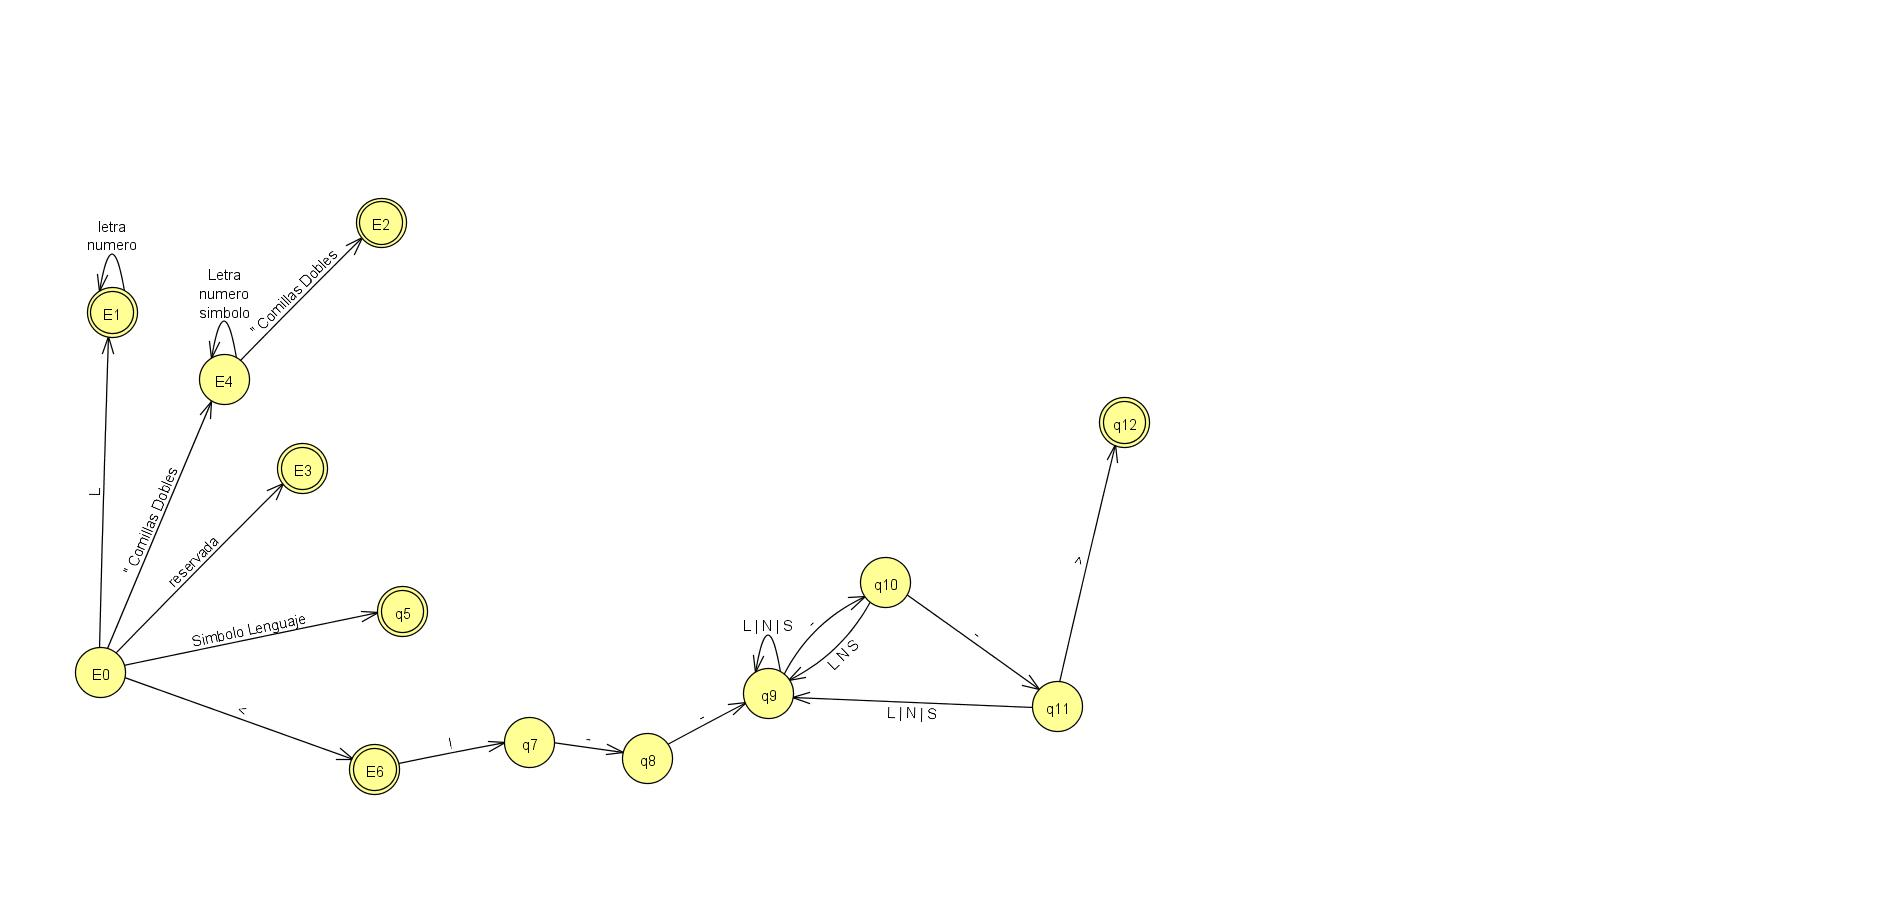 E2
letra
numero
Letra
numero
simbolo
" Comillas Dobles
E1
E4
q12
E3
L
" Comillas Dobles
reservada
<
q10
q5
Simbolo Lenguaje
L | N | S
-
-
L N S
E0
q9
<
q11
L | N | S
-
!
-
q7
q8
E6